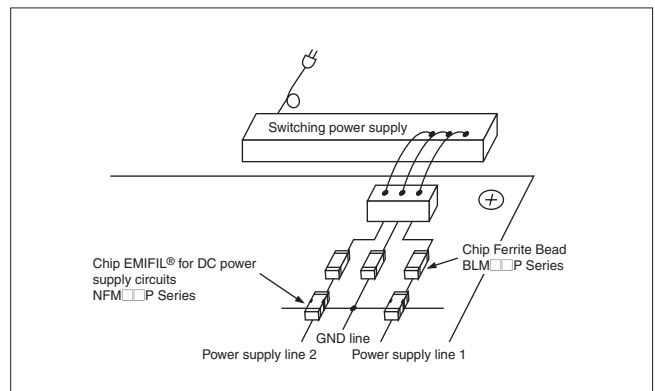 Switching power supply
Chip Ferrite Bead
BLM□□P Series
Chip EMIFIL® for DC power
supply circuits
NFM□□P Series
GND line
Power supply line 2
Power supply line 1